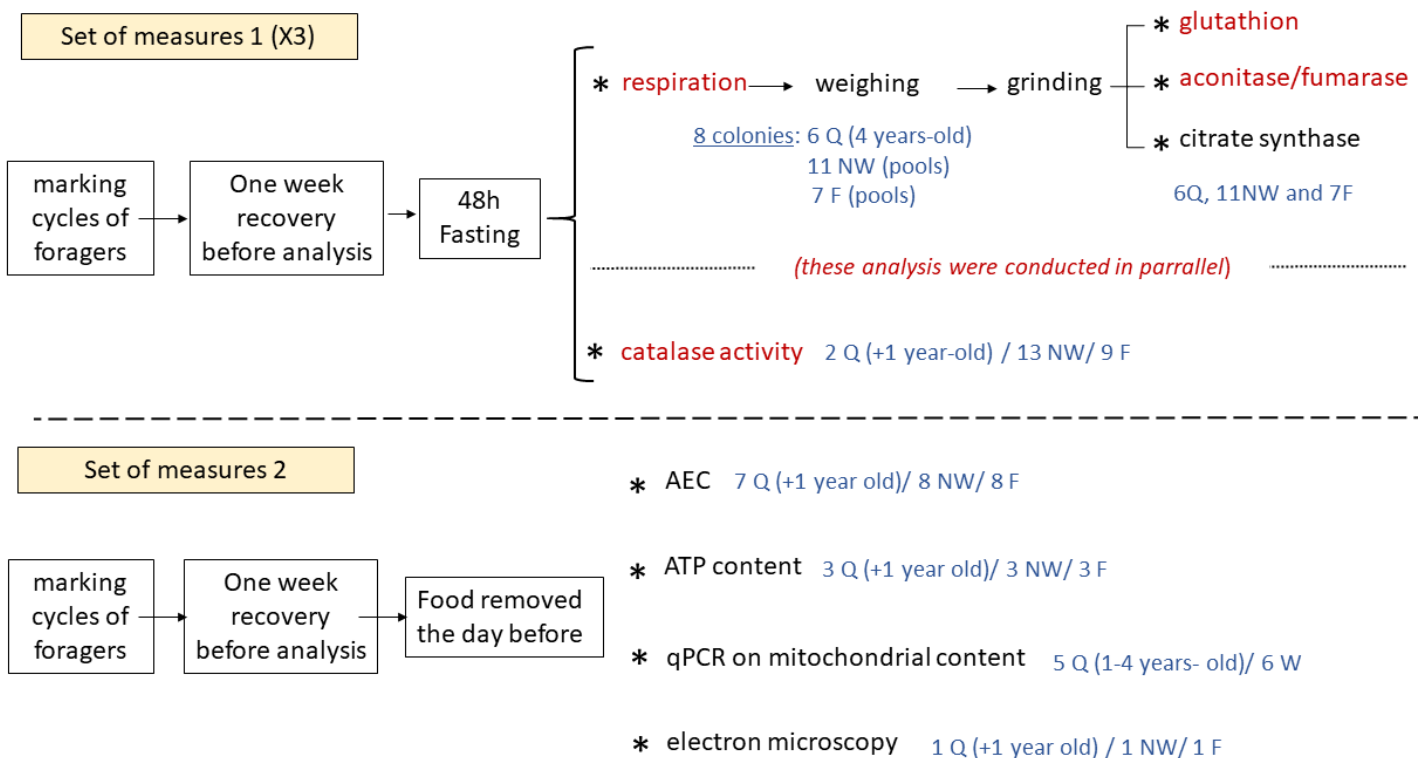 Set of measures 1 (X3)
* glutathion
* respiration
weighing
grinding
* aconitase/fumarase
* citrate synthase
8 colonies: 6 Q (4 years-old)
11 NW (pools)
7 F (pools)
6Q, 11NW and 7F
marking
cycles of
foragers
One week
recovery
before analysis
48h
Fasting
(these analysis were conducted in parrallel)
* catalase activity 2 Q (+1 year-old) / 13 NW/ 9 F
Set of measures 2
* AEC 7 Q (+1 year old)/ 8 NW/ 8 F
marking
cycles of
foragers
One week
recovery
before analysis
Food removed
the day before
* ATP content 3 Q (+1 year old)/ 3 NW/ 3 F
* qPCR on mitochondrial content 5 Q (1-4 years- old)/ 6 W
* electron microscopy 1 Q (+1 year old) / 1 NW/ 1 F